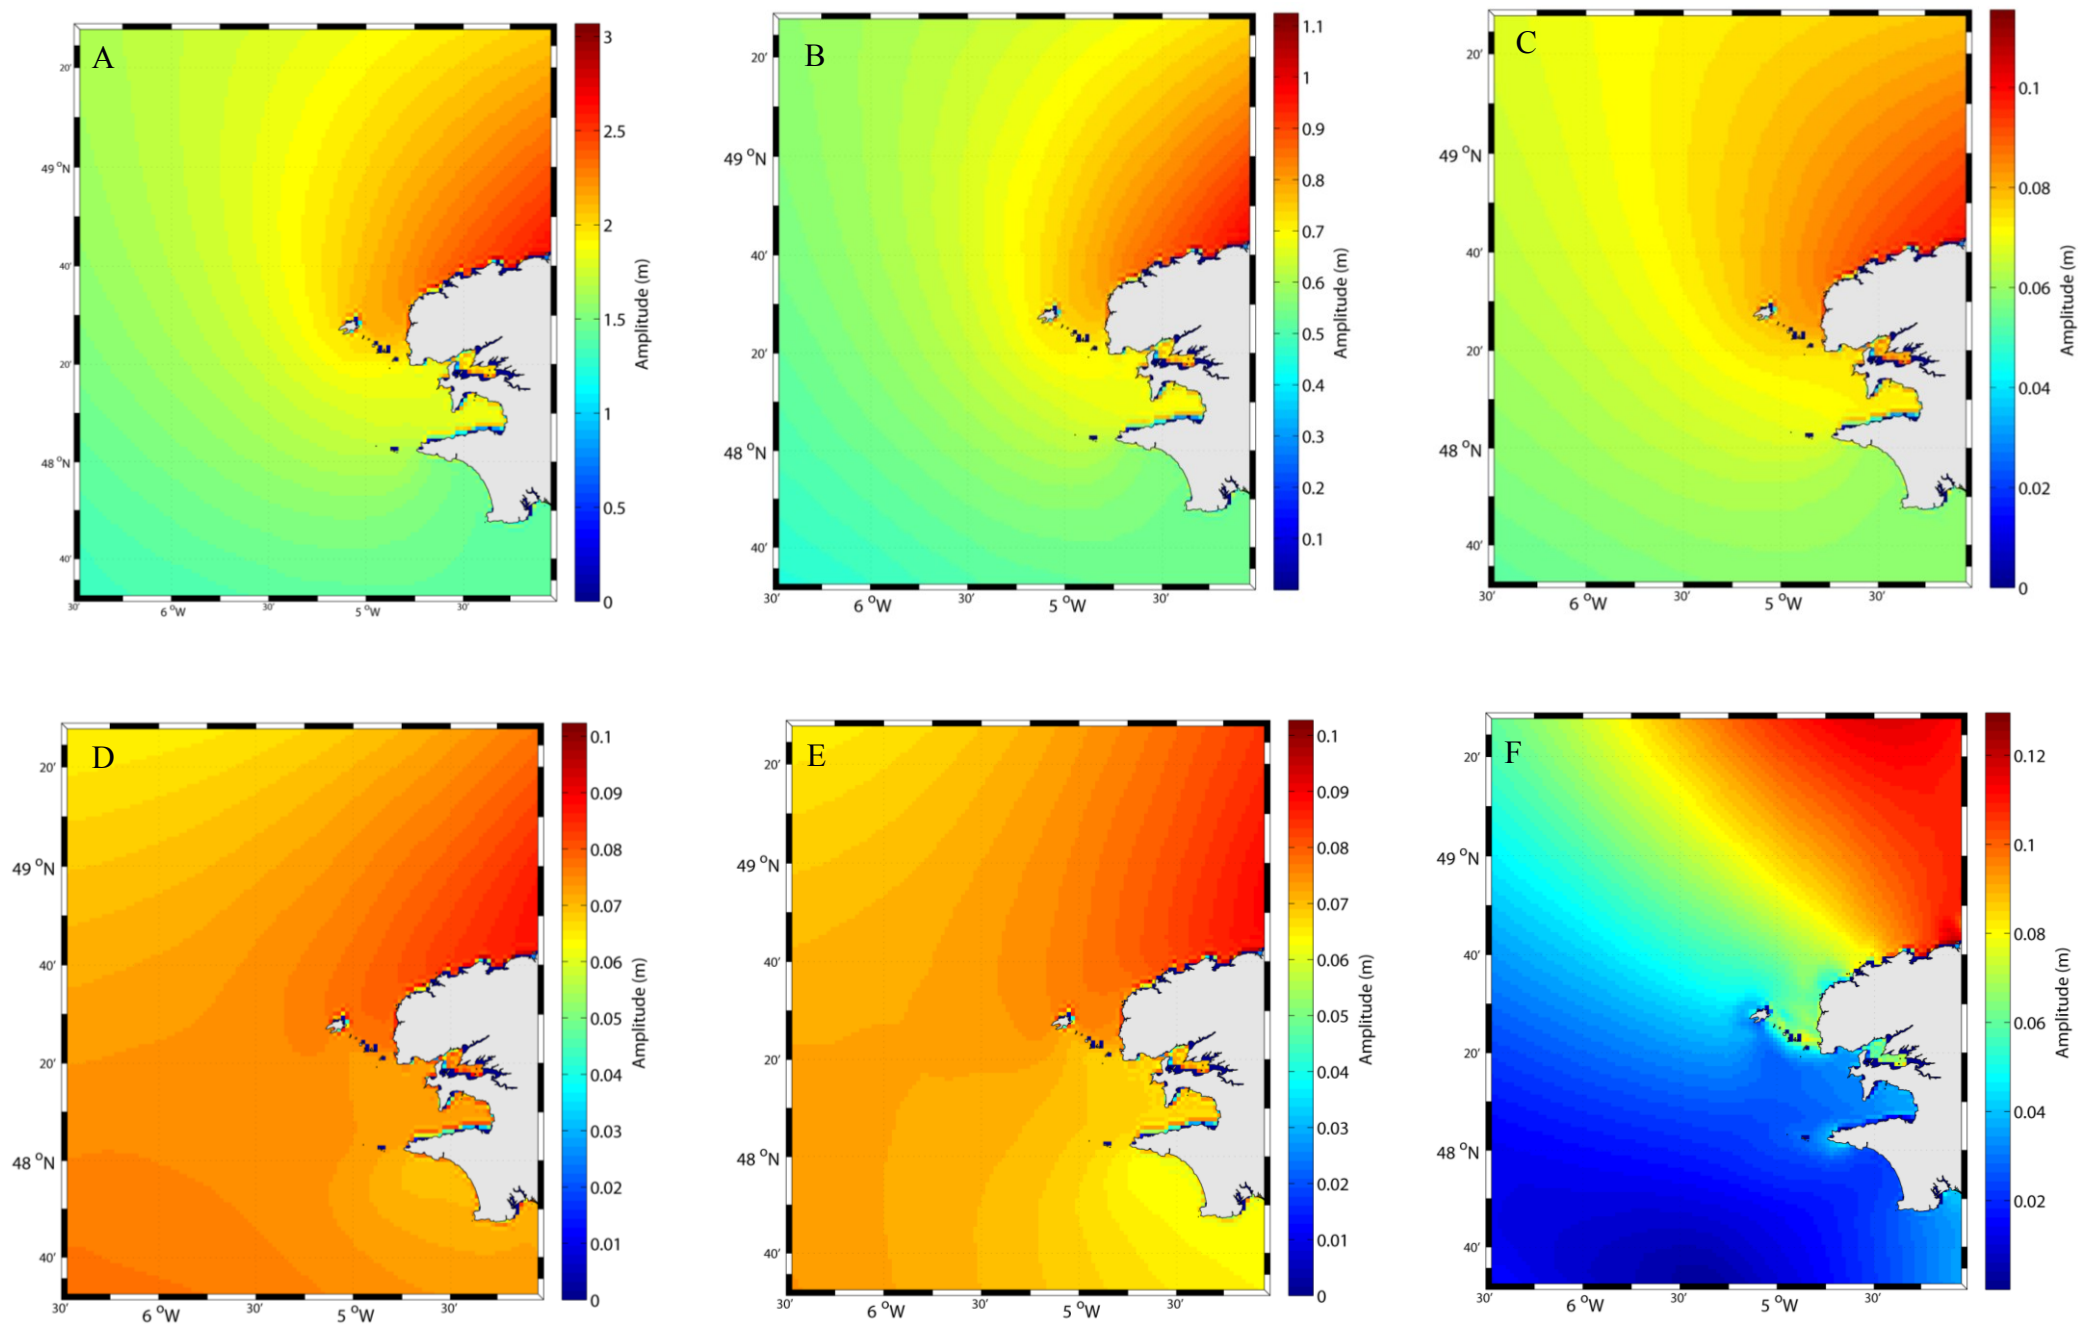 A
20'
49 °N
40'
20'
48 °N
40'
30'
6 °W
30'
5 °W
30'
3
2.5
2
1.5
1
0.5
0
Amplitude (m)
B
20'
49 °N
40'
20'
48 °N
40'
30'
6 °W
30'
5 °W
30'
1.1
1
0.9
0.8
0.7
0.6
0.5
0.4
0.3
0.2
0.1
Amplitude (m)
C
20'
49 °N
40'
20'
48 °N
40'
30'
6 °W
30'
5 °W
30'
0.1
0.08
0.06
0.04
0.02
0
Amplitude (m)
D
20'
49 °N
40'
20'
48 °N
40'
30'
6 °W
30'
5 °W
30'
0.1
0.09
0.08
0.07
0.06
0.05
0.04
0.03
0.02
0.01
0
Amplitude (m)
E
20'
49 °N
40'
20'
48 °N
40'
30'
6 °W
30'
5 °W
30'
0.1
0.09
0.08
0.07
0.06
0.05
0.04
0.03
0.02
0.01
0
Amplitude (m)
F
20'
49 °N
40'
20'
48 °N
40'
30'
6 °W
30'
5 °W
30'
0.12
0.1
0.08
0.06
0.04
0.02
Amplitude (m)